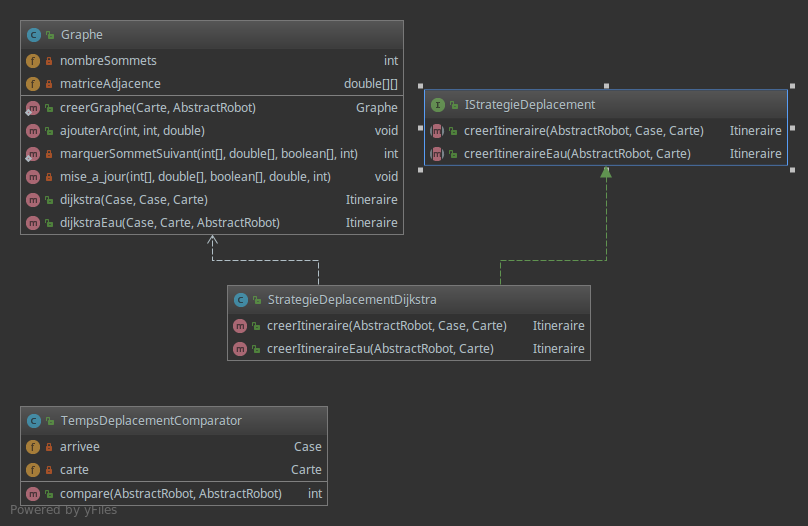 C Graphe
f nombreSommets int
f matriceAdjacence double[][]
m creerGraphe(Carte, AbstractRobot) Graphe
m ajouterArc(int, int, double) void
m marquerSommetSuivant(int[], double[], boolean[], int) int
m mise_a_jour(int[], double[], boolean[], double, int) void
m dijkstra(Case, Case, Carte) Itineraire
m dijkstraEau(Case, Carte, AbstractRobot) Itineraire
I IStrategieDeplacement
m creerItineraire(AbstractRobot, Case, Carte) Itineraire
m creerItineraireEau(AbstractRobot, Carte) Itineraire
C StrategieDeplacementDijkstra
m creerItineraire(AbstractRobot, Case, Carte) Itineraire
m creerItineraireEau(AbstractRobot, Carte) Itineraire
C TempsDeplacementComparator
f arrivee Case
f carte Carte
m compare(AbstractRobot, AbstractRobot) int
Powered by yFiles